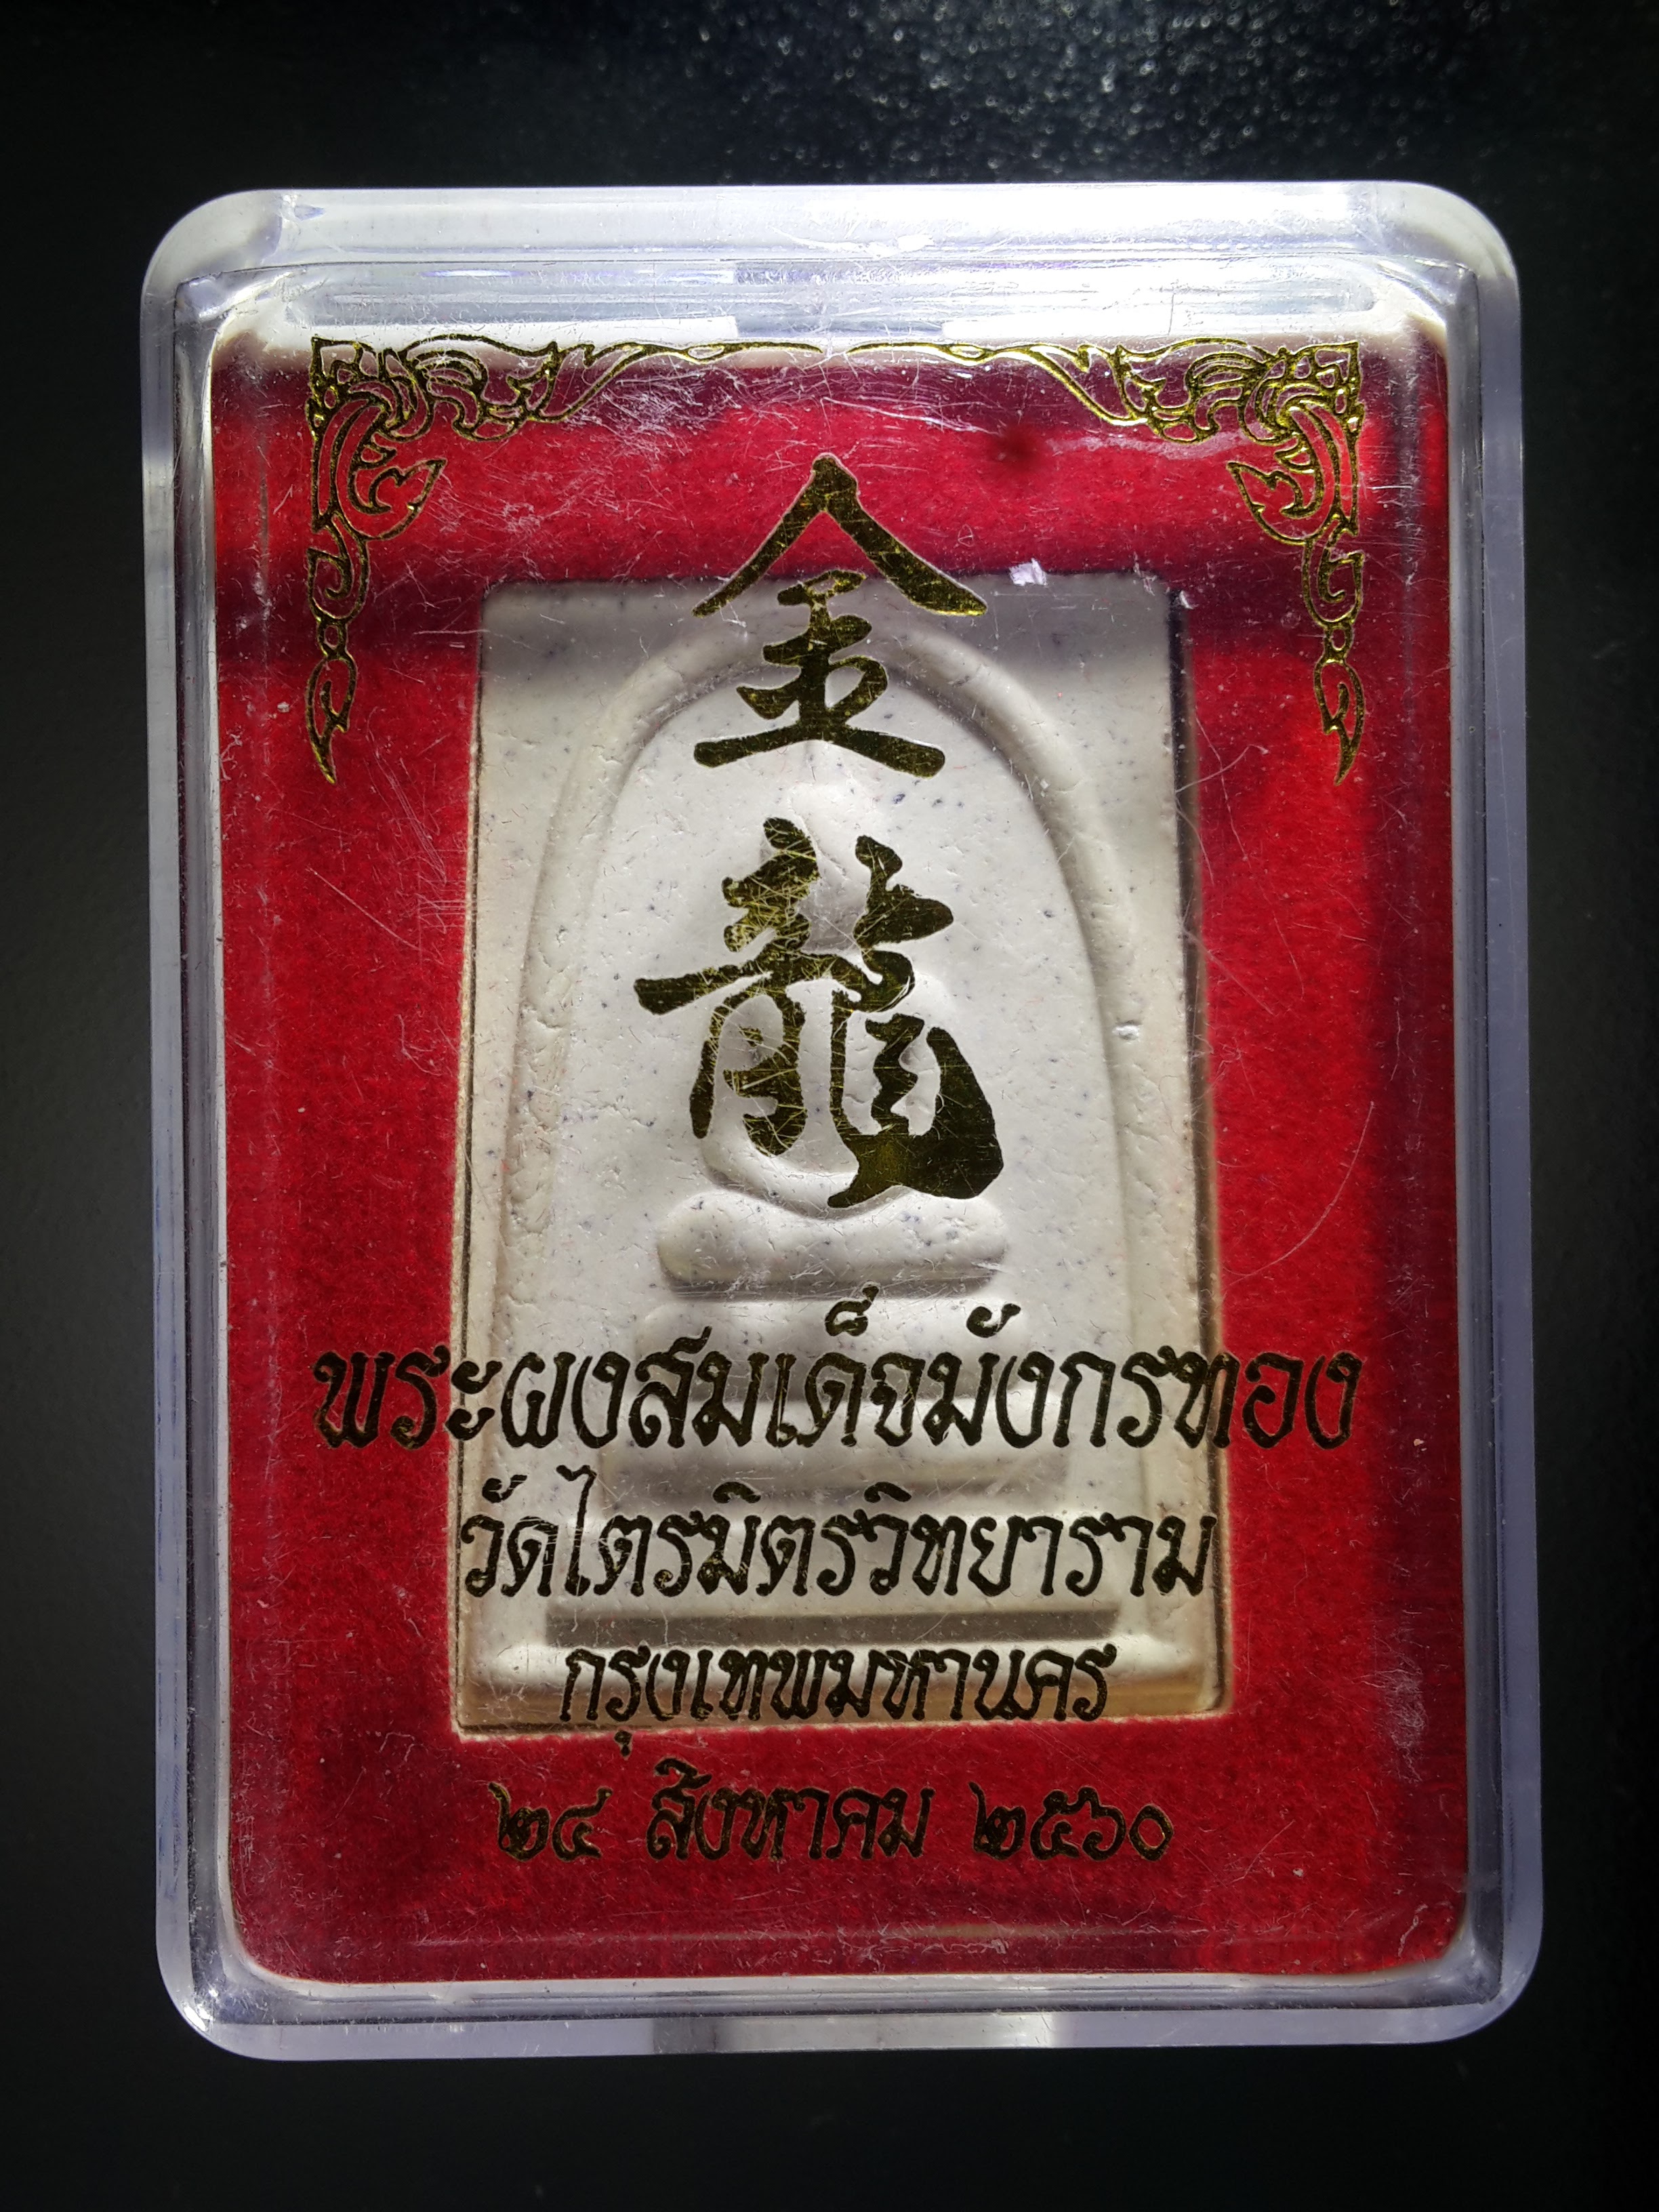 金
龍
พระผงสมเด็จมังกรทอง
วัดไตรมิตรวิทยาราม
กรุงเทพมหานคร
๒๔ สิงหาคม ๒๕๖๐